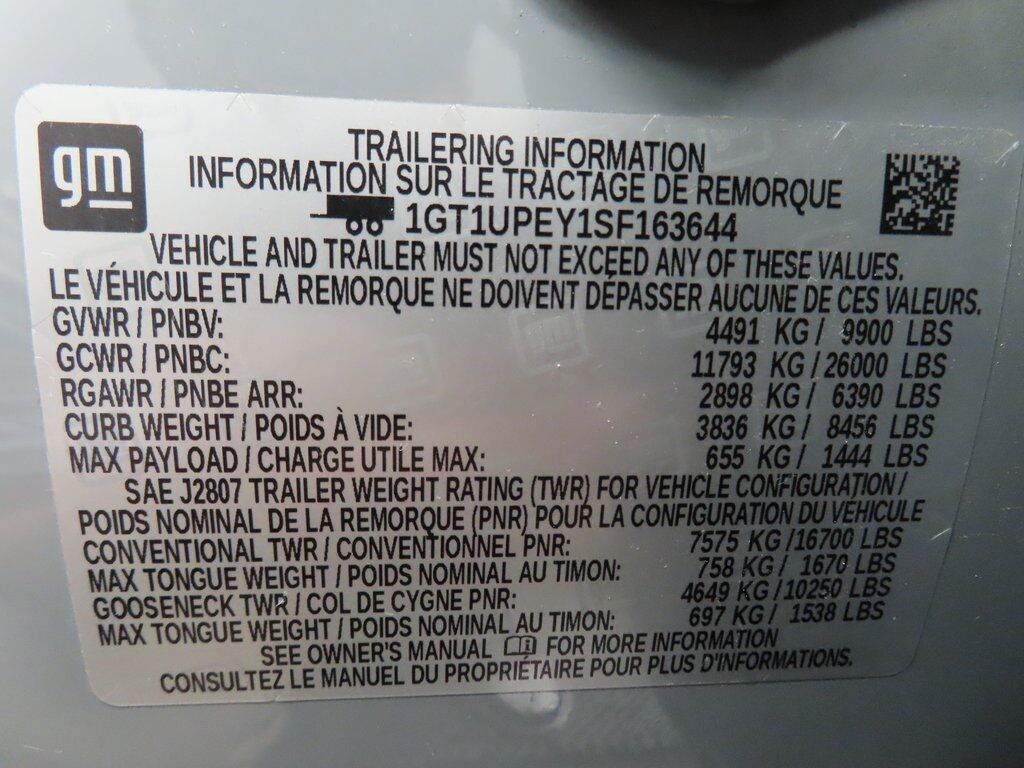 gm
TRAILERING INFORMATION
INFORMATION SUR LE TRACTAGE DE REMORQUE
1GT1UPEY1SF163644
VEHICLE AND TRAILER MUST NOT EXCEED ANY OF THESE VALUES.
LE VÉHICULE ET LA REMORQUE NE DOIVENT DÉPASSER AUCUNE DE CES VALEURS.
GVWR / PNBV: 4491 KG / 9900 LBS
GCWR / PNBC: 11793 KG / 26000 LBS
RGAWR / PNBE ARR: 2898 KG / 6390 LBS
CURB WEIGHT / POIDS À VIDE: 3836 KG / 8456 LBS
MAX PAYLOAD / CHARGE UTILE MAX: 655 KG / 1444 LBS
SAE J2807 TRAILER WEIGHT RATING (TWR) FOR VEHICLE CONFIGURATION /
POIDS NOMINAL DE LA REMORQUE (PNR) POUR LA CONFIGURATION DU VÉHICULE
CONVENTIONAL TWR / CONVENTIONNEL PNR: 7575 KG / 16700 LBS
MAX TONGUE WEIGHT / POIDS NOMINAL AU TIMON: 758 KG / 1670 LBS
GOOSENECK TWR / COL DE CYGNE PNR: 4649 KG / 10250 LBS
MAX TONGUE WEIGHT / POIDS NOMINAL AU TIMON: 697 KG / 1538 LBS
SEE OWNER'S MANUAL FOR MORE INFORMATION
CONSULTEZ LE MANUEL DU PROPRIÉTAIRE POUR PLUS D'INFORMATIONS.